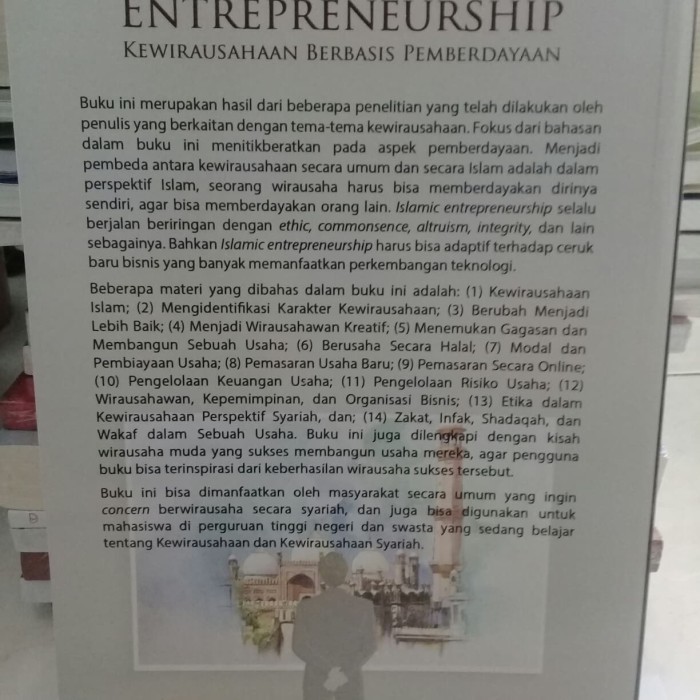 ENTREPRENEURSHIP
KEWIRAUSAHAAN BERBASIS PEMBERDAYAAN
Buku ini merupakan hasil dari beberapa penelitian yang telah dilakukan oleh
penulis yang berkaitan dengan tema-tema kewirausahaan. Fokus dari bahasan
dalam buku ini menitikberatkan pada aspek pemberdayaan. Menjadi
pembeda antara kewirausahaan secara umum dan secara Islam adalah dalam
perspektif Islam, seorang wirausaha harus bisa memberdayakan dirinya
sendiri, agar bisa memberdayakan orang lain. Islamic entrepreneurship selalu
berjalan beriringan dengan ethic, commonsence, altruism, integrity, dan lain
sebagainya. Bahkan Islamic entrepreneurship harus bisa adaptif terhadap ceruk
baru bisnis yang banyak memanfaatkan perkembangan teknologi.
Beberapa materi yang dibahas dalam buku ini adalah: (1) Kewirausahaan
Islam; (2) Mengidentifikasi Karakter Kewirausahaan; (3) Berubah Menjadi
Lebih Baik; (4) Menjadi Wirausahawan Kreatif; (5) Menemukan Gagasan dan
Membangun Sebuah Usaha; (6) Berusaha Secara Halal; (7) Modal dan
Pembiayaan Usaha; (8) Pemasaran Usaha Baru; (9) Pemasaran Secara Online;
(10) Pengelolaan Keuangan Usaha; (11) Pengelolaan Risiko Usaha; (12)
Wirausahawan, Kepemimpinan, dan Organisasi Bisnis; (13) Etika dalam
Kewirausahaan Perspektif Syariah, dan; (14) Zakat, Infak, Shadaqah, dan
Wakaf dalam Sebuah Usaha. Buku ini juga dilengkapi dengan kisah
wirausaha muda yang sukses membangun usaha mereka, agar pengguna
buku bisa terinspirasi dari keberhasilan wirausaha sukses tersebut.
Buku ini bisa dimanfaatkan oleh masyarakat secara umum yang ingin
concern berwirausaha secara syariah, dan juga bisa digunakan untuk
mahasiswa di perguruan tinggi negeri dan swasta yang sedang belajar
tentang Kewirausahaan dan Kewirausahaan Syariah.